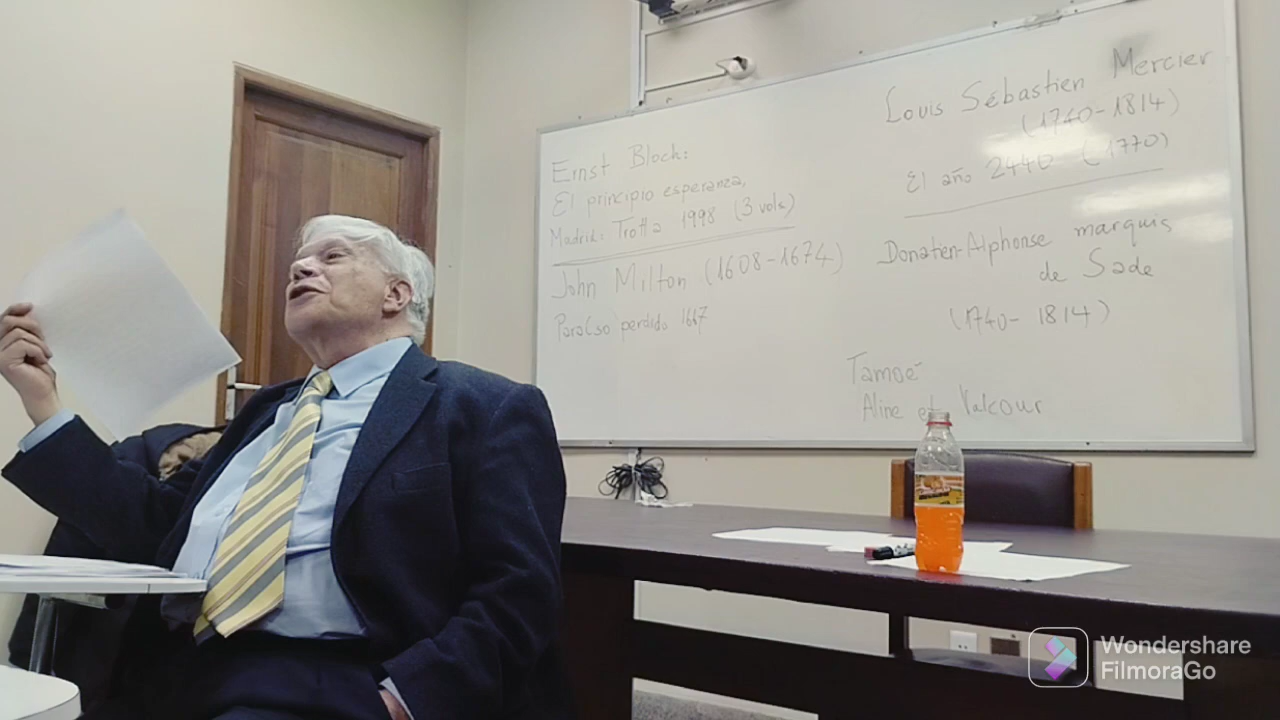 Ernst Bloch:
El principio esperanza,
Madrid: Trotta 1998 (3 vols)
John Milton (1608-1674)
Para(so) perdido 1667
Louis Sébastien Mercier
(1740-1814)
El año 2440 (1770)
Donatien-Alphonse marquis
de Sade
(1740- 1814)
Tamoé
Aline et Valcour
Wondershare
FilmoraGo